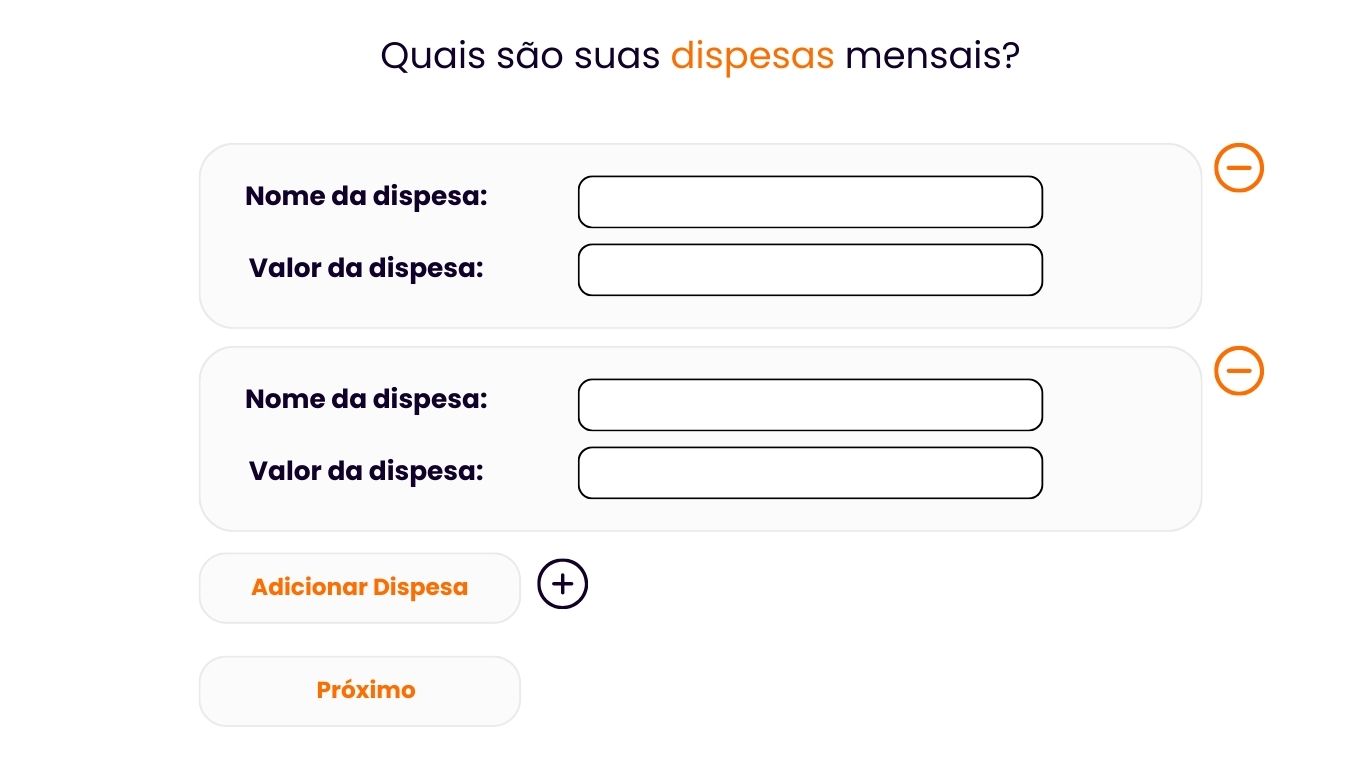 Quais são suas dispesas mensais?
Nome da dispesa:
Valor da dispesa:
Nome da dispesa:
Valor da dispesa:
Adicionar Dispesa
Próximo